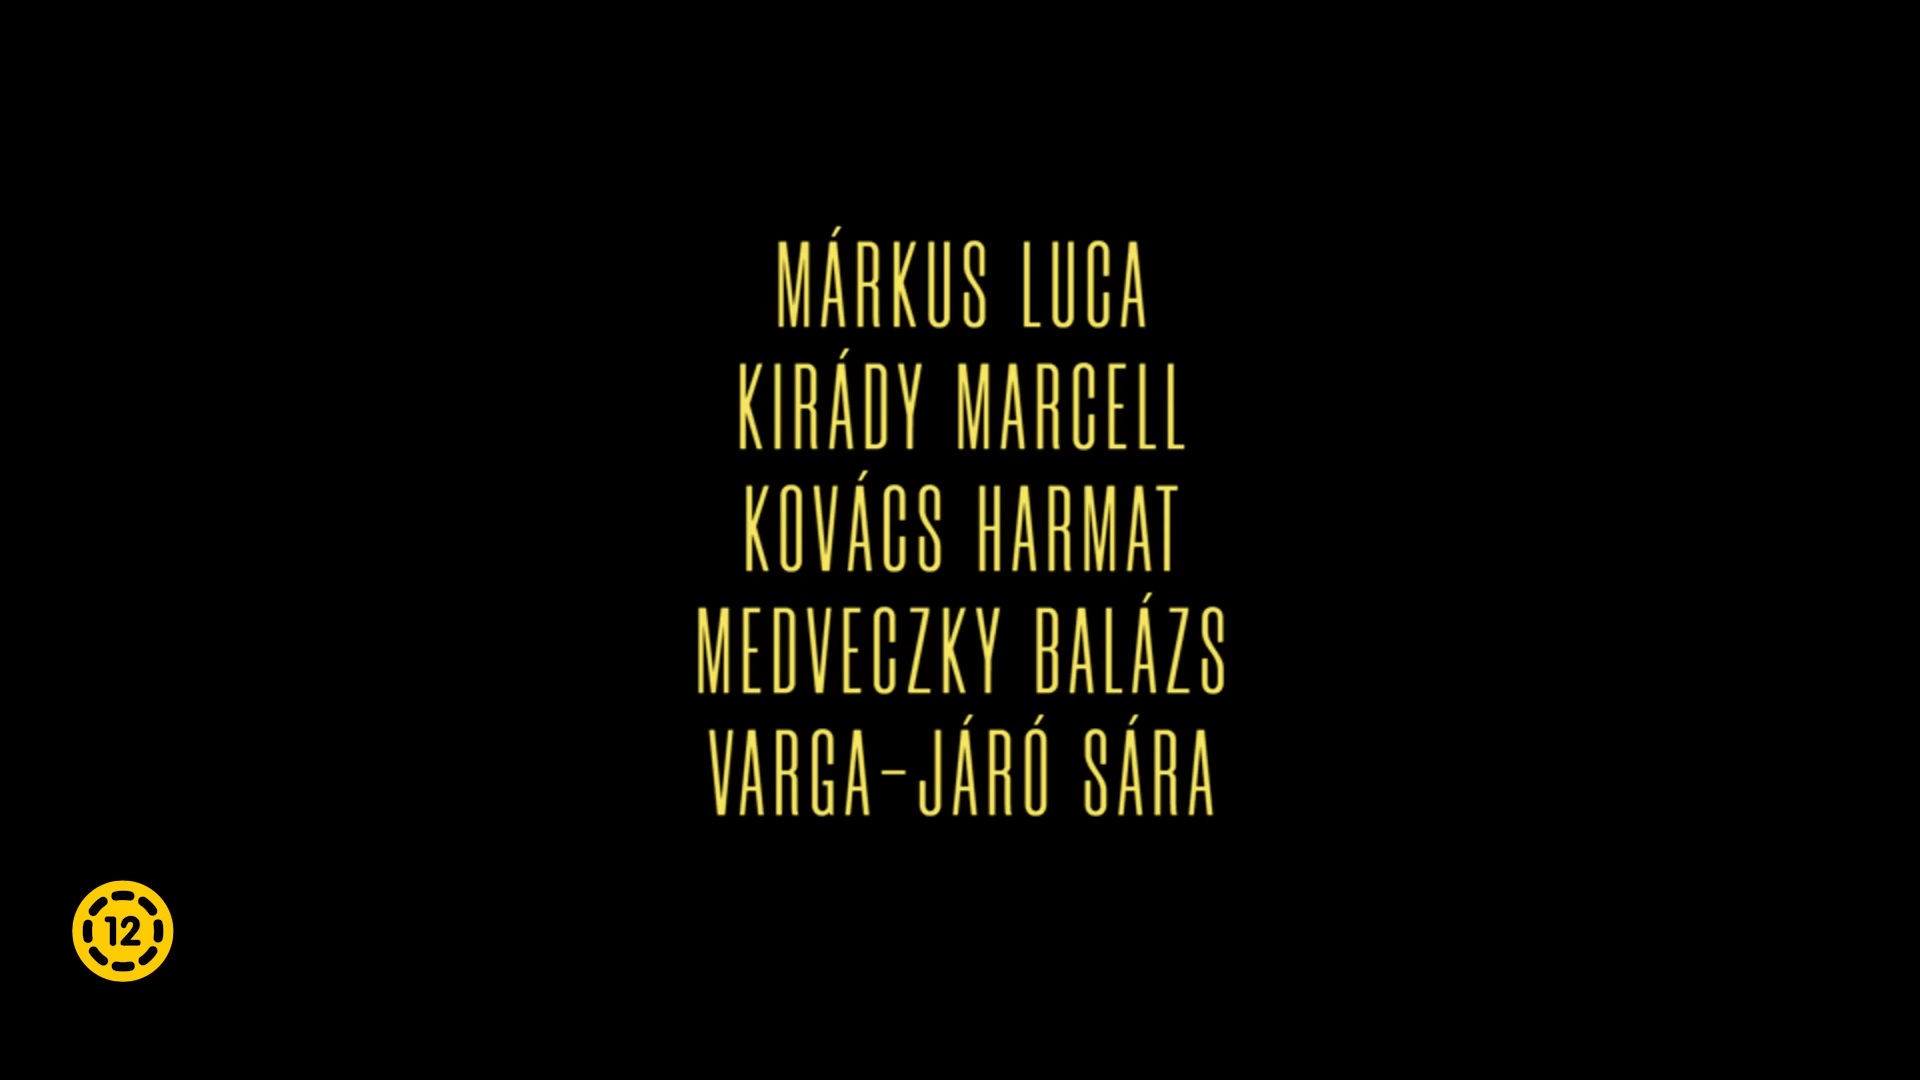 MÁRKUS LUCA
KIRÁDY MARCELL
KOVÁCS HARMAT
MEDVECZKY BALÁZS
VARGA-JÁRÓ SÁRA
12